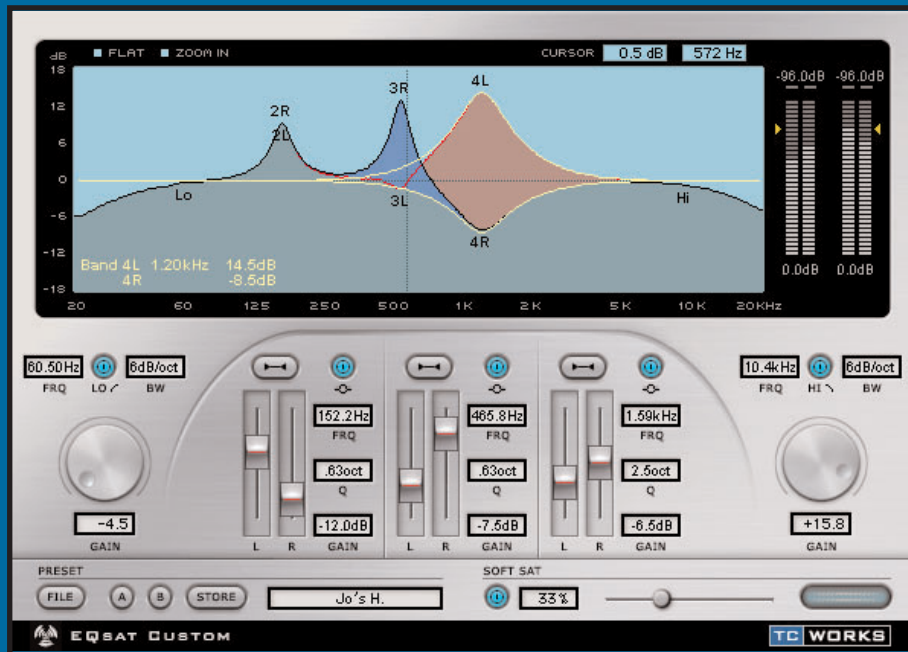 dB FLAT ZOOM IN CURSOR 0.5 dB 572 Hz
18
12
6
0
-6
-12
-18
4L
3R
2R
2L
Lo
3L
Hi
4R
Band 4L 1.20kHz 14.5dB
4R -8.5dB
20 60 125 250 500 1K 2K 5K 10K 20KHz
-96.0dB -96.0dB
0.0dB 0.0dB
60.50Hz 6dB/oct
FRQ LO BW
-4.5
GAIN
152.2Hz
FRQ
.63oct
Q
-12.0dB
L R GAIN
465.8Hz
FRQ
.63oct
Q
-7.5dB
L R GAIN
1.59kHz
FRQ
2.5oct
Q
-6.5dB
L R GAIN
10.4kHz 6dB/oct
FRQ HI BW
+15.8
GAIN
PRESET SOFT SAT
FILE A B STORE Jo's H. 33%
EQSAT CUSTOM TC WORKS